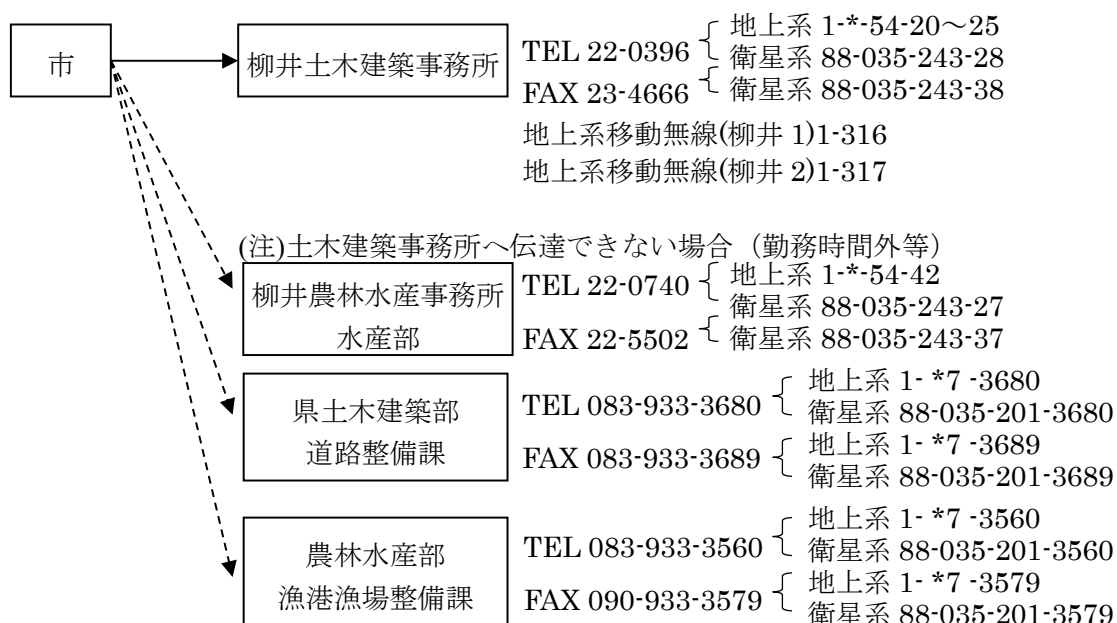 市
柳井土木建築事務所
TEL 22-0396
地上系 1-*-54-20～25
衛星系 88-035-243-28
FAX 23-4666
衛星系 88-035-243-38
地上系移動無線(柳井 1)1-316
地上系移動無線(柳井 2)1-317
(注)土木建築事務所へ伝達できない場合（勤務時間外等）
柳井農林水産事務所
水産部
TEL 22-0740
地上系 1-*-54-42
衛星系 88-035-243-27
FAX 22-5502
衛星系 88-035-243-37
県土木建築部
道路整備課
TEL 083-933-3680
地上系 1- *7 -3680
衛星系 88-035-201-3680
FAX 083-933-3689
地上系 1- *7 -3689
衛星系 88-035-201-3689
農林水産部
漁港漁場整備課
TEL 083-933-3560
地上系 1- *7 -3560
衛星系 88-035-201-3560
FAX 090-933-3579
地上系 1- *7 -3579
衛星系 88-035-201-3579